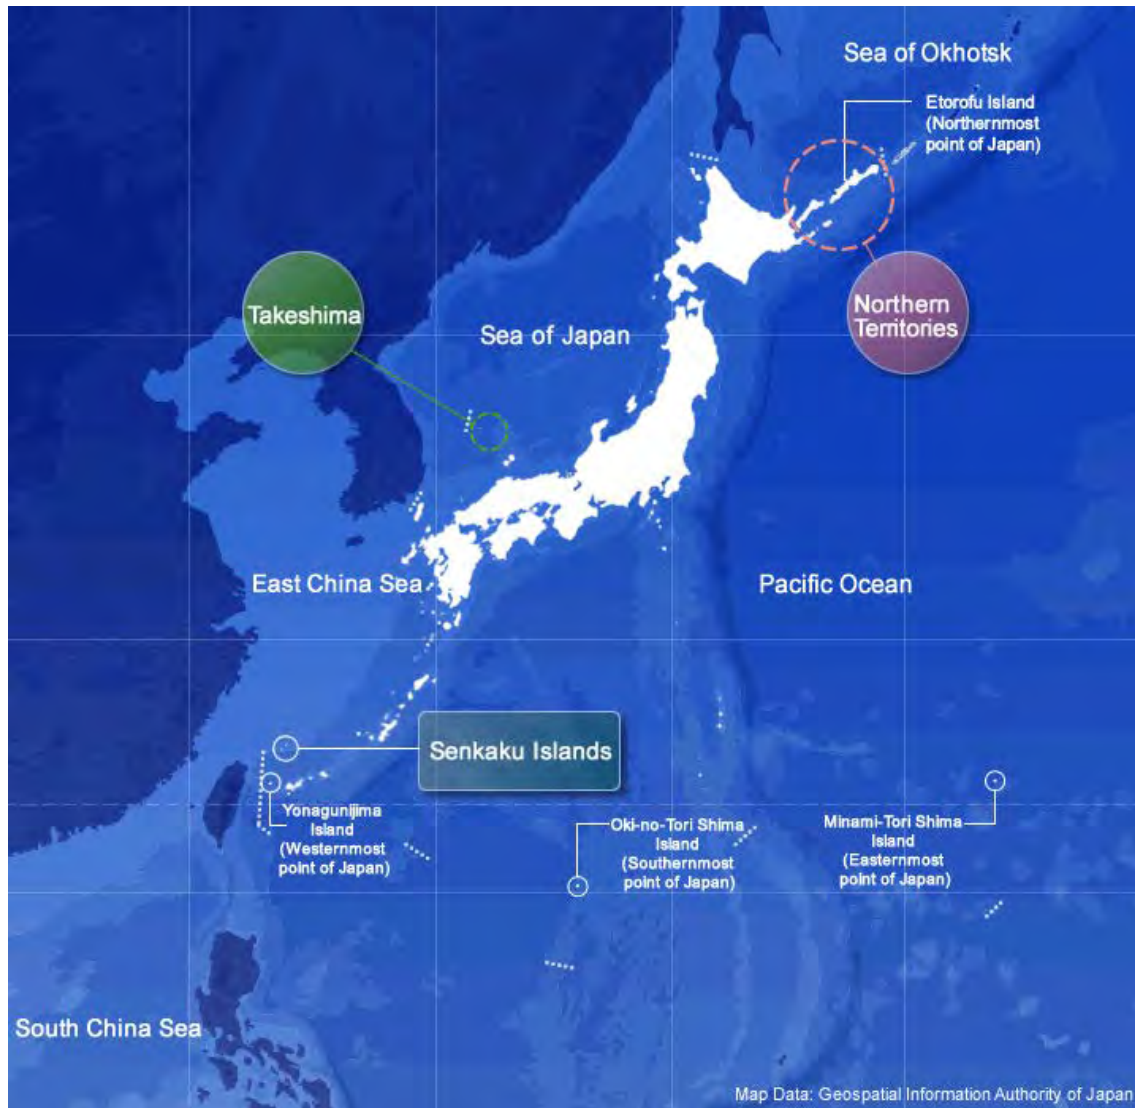 Sea of Okhotsk
Etorofu Island
(Northernmost
point of Japan)
Takeshima
Northern
Territories
Sea of Japan
East China Sea
Pacific Ocean
Senkaku Islands
Yonagunijima
Island
(Westernmost
point of Japan)
Oki-no-Tori Shima
Island
(Southernmost
point of Japan)
Minami-Tori Shima
Island
(Easternmost
point of Japan)
South China Sea
Map Data: Geospatial Information Authority of Japan